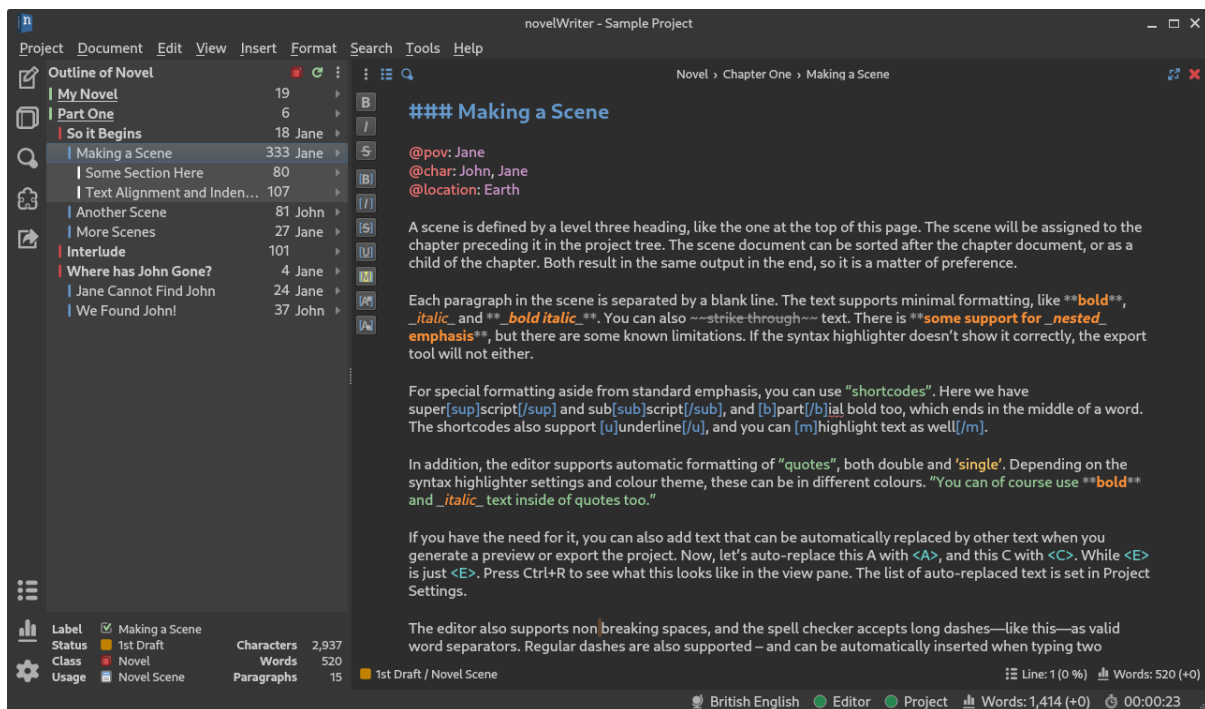 novelWriter - Sample Project
Project Document Edit View Insert Format Search Tools Help
Outline of Novel
My Novel 19
Part One 6
So it Begins 18 Jane
Making a Scene 333 Jane
Some Section Here 80
Text Alignment and Inden... 107
Another Scene 81 John
More Scenes 27 Jane
Interlude 101
Where has John Gone? 4 Jane
Jane Cannot Find John 24 Jane
We Found John! 37 John
Label Making a Scene
Status 1st Draft Characters 2,937
Class Novel Words 520
Usage Novel Scene Paragraphs 15
Novel › Chapter One › Making a Scene
B
I
S
[B]
[I]
[S]
[U]
[M]
### Making a Scene
@pov: Jane
@char: John, Jane
@location: Earth
A scene is defined by a level three heading, like the one at the top of this page. The scene will be assigned to the
chapter preceding it in the project tree. The scene document can be sorted after the chapter document, or as a
child of the chapter. Both result in the same output in the end, so it is a matter of preference.
Each paragraph in the scene is separated by a blank line. The text supports minimal formatting, like **bold**,
_italic_ and **_bold italic_**. You can also ~~strike through~~ text. There is **some support for _nested_
emphasis**, but there are some known limitations. If the syntax highlighter doesn’t show it correctly, the export
tool will not either.
For special formatting aside from standard emphasis, you can use “shortcodes”. Here we have
super[sup]script[/sup] and sub[sub]script[/sub], and [b]part[/b]ial bold too, which ends in the middle of a word.
The shortcodes also support [u]underline[/u], and you can [m]highlight text as well[/m].
In addition, the editor supports automatic formatting of “quotes”, both double and ‘single’. Depending on the
syntax highlighter settings and colour theme, these can be in different colours. “You can of course use **bold**
and _italic_ text inside of quotes too.”
If you have the need for it, you can also add text that can be automatically replaced by other text when you
generate a preview or export the project. Now, let’s auto-replace this A with <A>, and this C with <C>. While <E>
is just <E>. Press Ctrl+R to see what this looks like in the view pane. The list of auto-replaced text is set in Project
Settings.
The editor also supports non breaking spaces, and the spell checker accepts long dashes—like this—as valid
word separators. Regular dashes are also supported – and can be automatically inserted when typing two
1st Draft / Novel Scene Line: 1 (0 %) Words: 520 (+0)
British English Editor Project Words: 1,414 (+0) 00:00:23